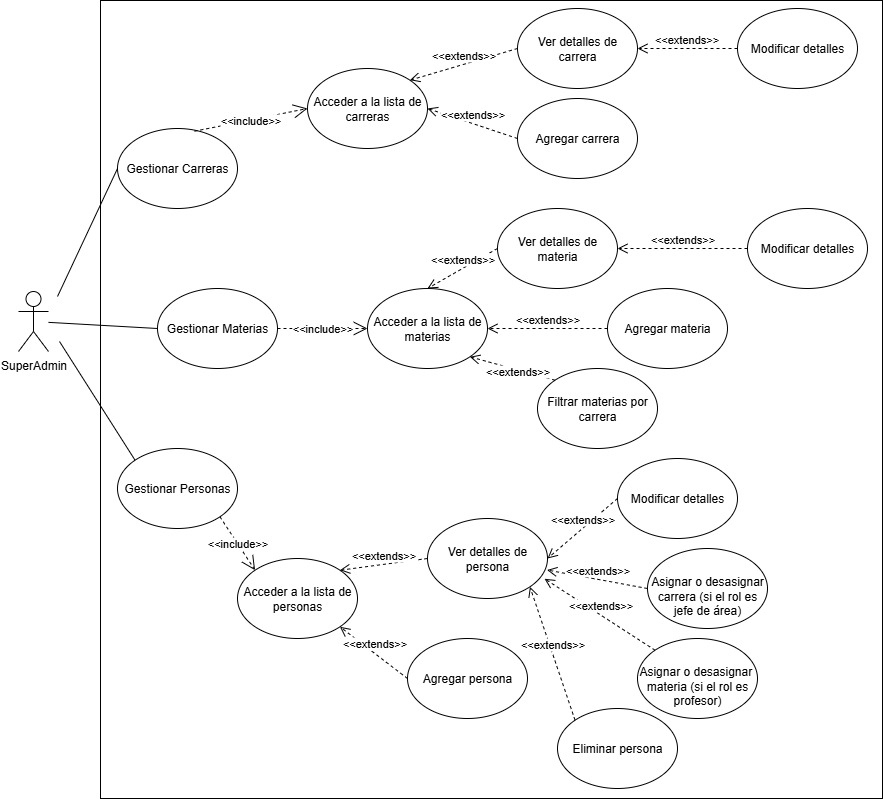 Ver detalles de
carrera
<<extends>>
<<extends>>
Modificar detalles
Acceder a la lista de
carreras
<<include>>
<<extends>>
Agregar carrera
Gestionar Carreras
Ver detalles de
materia
<<extends>>
<<extends>>
Modificar detalles
Gestionar Materias
<<include>>
Acceder a la lista de
materias
<<extends>>
Agregar materia
<<extends>>
Filtrar materias por
carrera
SuperAdmin
Gestionar Personas
<<include>>
Acceder a la lista de
personas
<<extends>>
Ver detalles de
persona
<<extends>>
Modificar detalles
<<extends>>
Asignar o desasignar
carrera (si el rol es
jefe de área)
<<extends>>
Asignar o desasignar
materia (si el rol es
profesor)
<<extends>>
Agregar persona
<<extends>>
Eliminar persona